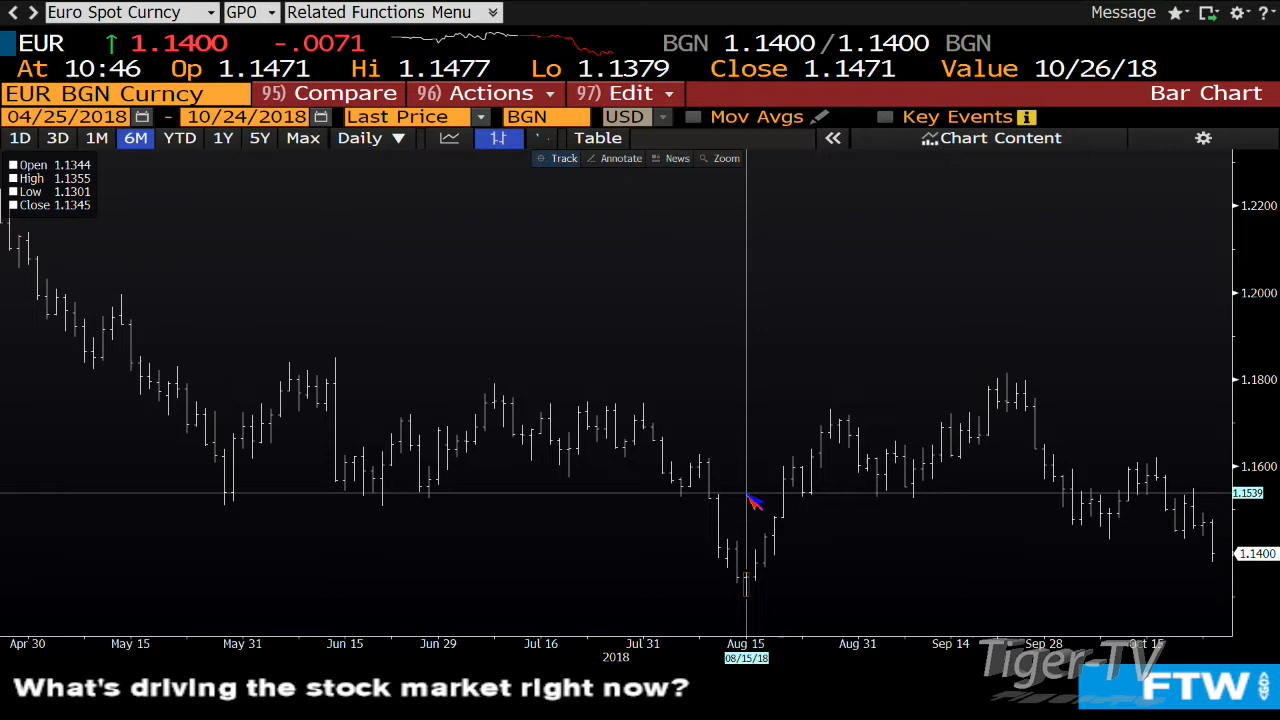 Euro Spot Curncy GPO Related Functions Menu Message ?
EUR ↑ 1.1400 -.0071 BGN 1.1400/1.1400 BGN
At 10:46 Op 1.1471 Hi 1.1477 Lo 1.1379 Close 1.1471 Value 10/26/18
EUR BGN Curncy 95) Compare 96) Actions 97) Edit Bar Chart
04/25/2018 - 10/24/2018 Last Price BGN USD Mov Avgs Key Events i
1D 3D 1M 6M YTD 1Y 5Y Max Daily ▼ Table « Chart Content
Track Annotate News Zoom
Open 1.1344
High 1.1355
Low 1.1301
Close 1.1345
1.2200
1.2000
1.1800
1.1600
1.1539
1.1400
Apr 30 May 15 May 31 Jun 15 Jun 29 Jul 16 Jul 31 Aug 15 Aug 31 Sep 14 Sep 28 Oct 15
2018
08/15/18
Tiger-TV
What's driving the stock market right now?
FTW